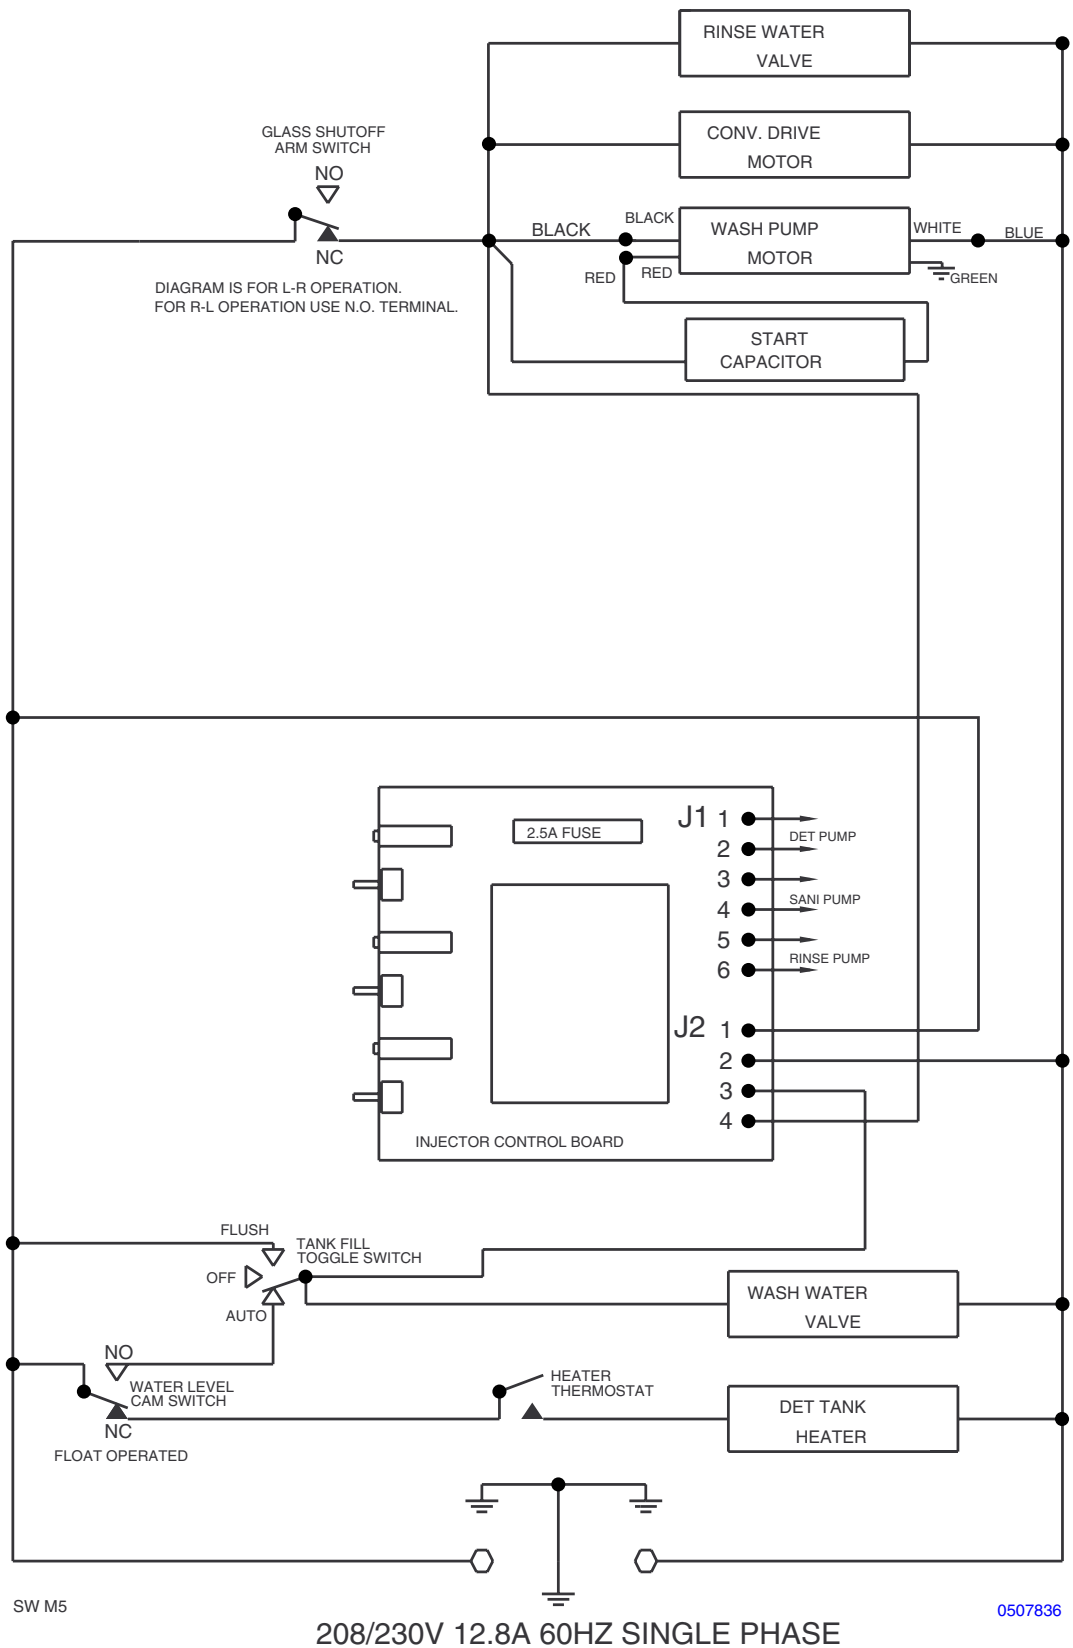 RINSE WATER
VALVE
GLASS SHUTOFF
ARM SWITCH
NO
CONV. DRIVE
MOTOR
BLACK
BLACK
WASH PUMP
MOTOR
WHITE
BLUE
NC
RED
RED
GREEN
DIAGRAM IS FOR L-R OPERATION.
FOR R-L OPERATION USE N.O. TERMINAL.
START
CAPACITOR
2.5A FUSE
J1 1
DET PUMP
2
3
SANI PUMP
4
5
RINSE PUMP
6
J2 1
2
3
4
INJECTOR CONTROL BOARD
FLUSH
TANK FILL
TOGGLE SWITCH
OFF
AUTO
WASH WATER
VALVE
NO
WATER LEVEL
CAM SWITCH
NC
FLOAT OPERATED
HEATER
THERMOSTAT
DET TANK
HEATER
SW M5
0507836
208/230V 12.8A 60HZ SINGLE PHASE